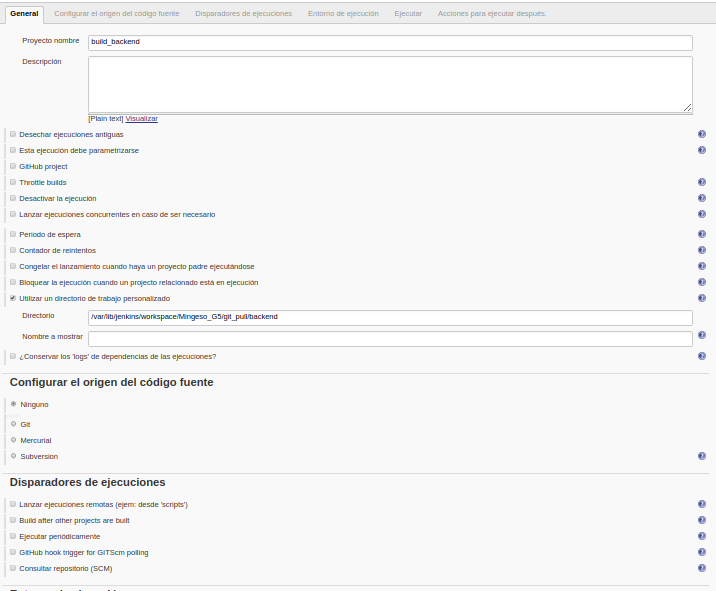 General Configurar el origen del código fuente Disparadores de ejecuciones Entorno de ejecución Ejecutar Acciones para ejecutar después.
Proyecto nombre build_backend
Descripción
[Plain text] Visualizar
Desechar ejecuciones antiguas
Esta ejecución debe parametrizarse
GitHub project
Throttle builds
Desactivar la ejecución
Lanzar ejecuciones concurrentes en caso de ser necesario
Periodo de espera
Contador de reintentos
Congelar el lanzamiento cuando haya un proyecto padre ejecutándose
Bloquear la ejecución cuando un projecto relacionado está en ejecución
Utilizar un directorio de trabajo personalizado
Directorio /var/lib/jenkins/workspace/Mingeso_G5/git_pull/backend
Nombre a mostrar
¿Conservar los 'logs' de dependencias de las ejecuciones?
Configurar el origen del código fuente
Ninguno
Git
Mercurial
Subversion
Disparadores de ejecuciones
Lanzar ejecuciones remotas (ejem: desde 'scripts')
Build after other projects are built
Ejecutar periódicamente
GitHub hook trigger for GITScm polling
Consultar repositorio (SCM)